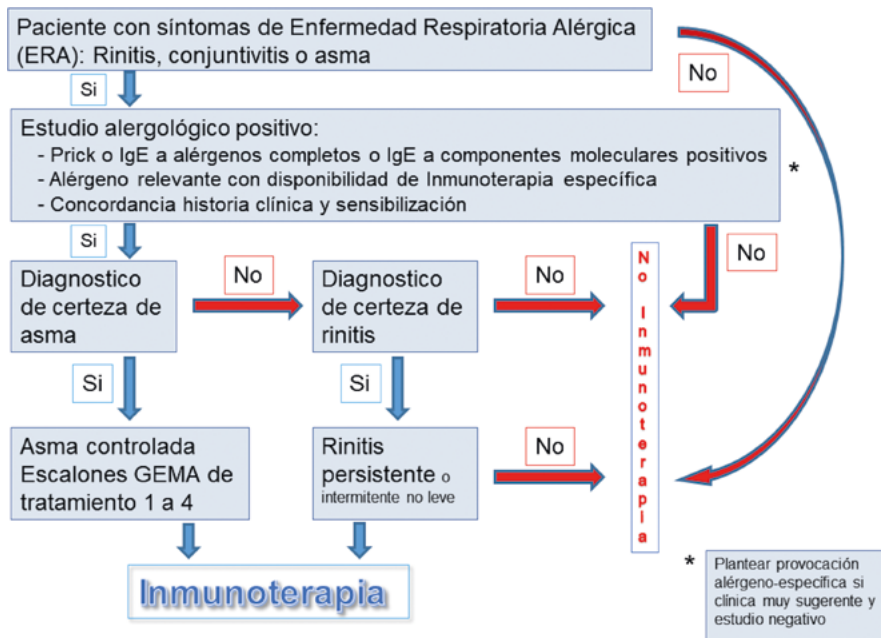 Paciente con síntomas de Enfermedad Respiratoria Alérgica
(ERA): Rinitis, conjuntivitis o asma
No
Si
Estudio alergológico positivo:
- Prick o IgE a alérgenos completos o IgE a componentes moleculares positivos
- Alérgeno relevante con disponibilidad de Inmunoterapia específica
- Concordancia historia clínica y sensibilización
*
Si
No
Diagnostico
de certeza de
asma
No
Diagnostico
de certeza de
rinitis
No
No Inmunoterapia
Si
Si
Asma controlada
Escalones GEMA de
tratamiento 1 a 4
Rinitis
persistente o
intermitente no leve
No
Inmunoterapia
* Plantear provocación
alérgeno-específica si
clínica muy sugerente y
estudio negativo